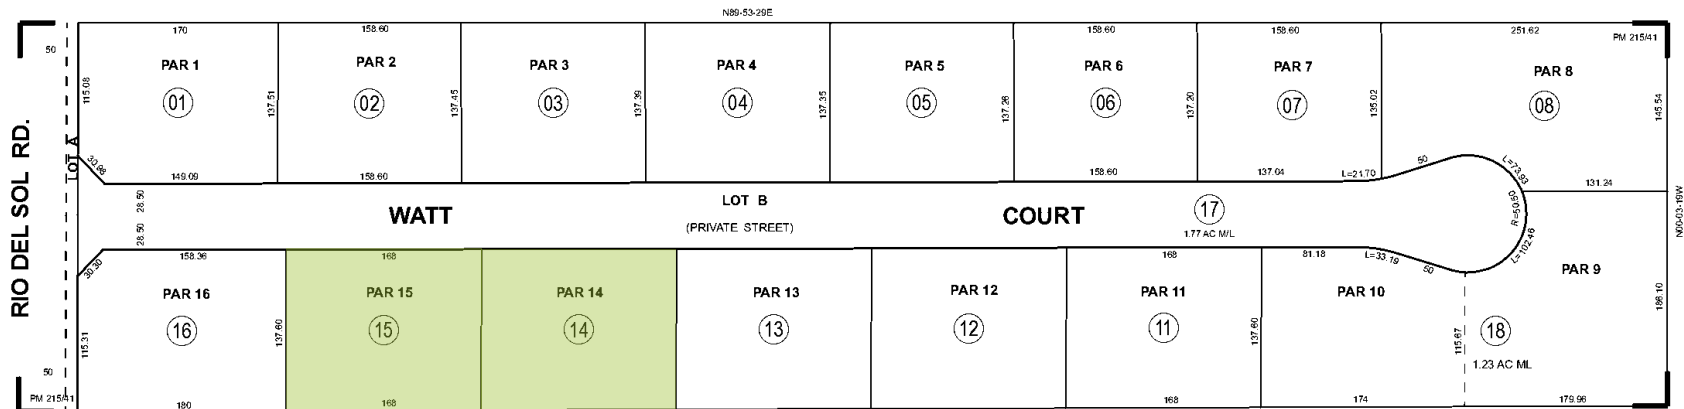 N89-53-29E
50
170
158.60
158.60
158.60
251.62
PM 215/41
PAR 1
PAR 2
PAR 3
PAR 4
PAR 5
PAR 6
PAR 7
PAR 8
115.08
01
137.51
02
137.45
03
137.39
04
137.35
05
137.26
06
137.20
07
135.02
08
145.54
RIO DEL SOL RD.
LOT A
30.98
149.09
158.60
158.60
137.04
L=21.70
50
L=73.93
131.24
28.50
28.50
WATT
LOT B
(PRIVATE STREET)
COURT
17
1.77 AC M/L
R=50.50
L=102.46
N00-03-19W
30.30
158.36
168
168
81.18
L=33.19
50
PAR 16
PAR 15
PAR 14
PAR 13
PAR 12
PAR 11
PAR 10
PAR 9
115.31
16
137.60
15
14
13
12
11
137.60
115.67
18
1.23 AC ML
50
PM 215/41
180
168
168
174
179.96